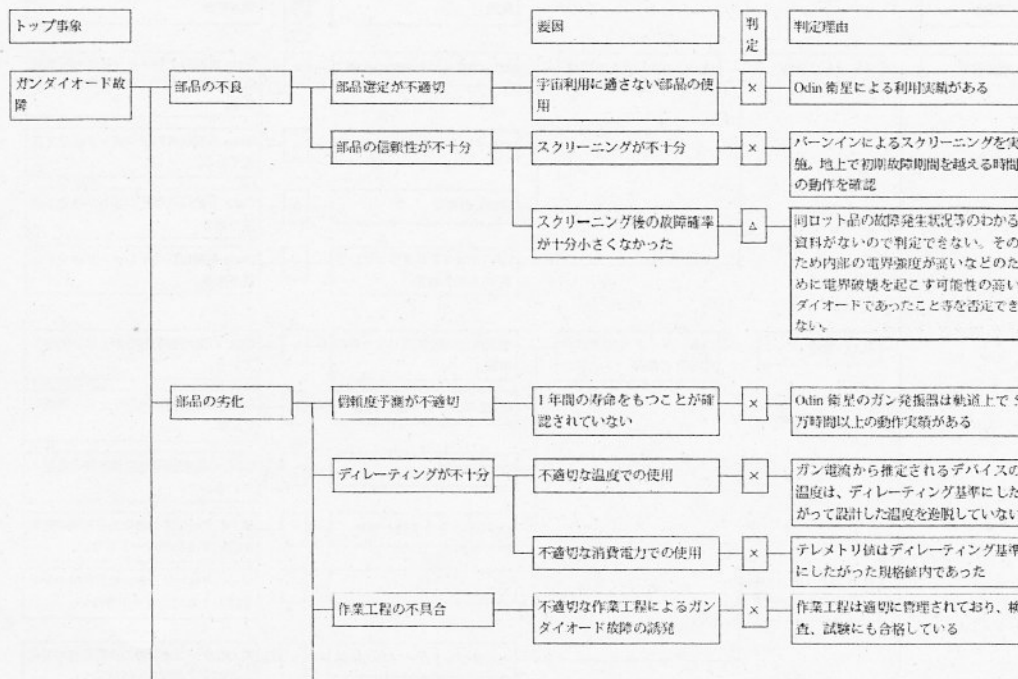 トップ事象
要因
判
定
判定理由
ガンダイオード故
障
部品の不良
部品選定が不適切
宇宙利用に適さない部品の使
用
×
Odin 衛星による利用実績がある
部品の信頼性が不十分
スクリーニングが不十分
×
バーンインによるスクリーニングを実
施。地上で初期故障期間を越える時間
の動作を確認
スクリーニング後の故障確率
が十分小さくなかった
△
同ロット品の故障発生状況等のわかる
資料がないので判定できない。その
ため内部の電界強度が高いなどのた
めに電界破壊を起こす可能性の高い
ダイオードであったこと等を否定でき
ない。
部品の劣化
信頼度予測が不適切
1年間の寿命をもつことが確
認されていない
×
Odin 衛星のガン発振器は軌道上で 5
万時間以上の動作実績がある
ディレーティングが不十分
不適切な温度での使用
×
ガン電流から推定されるデバイスの
温度は、ディレーティング基準にした
がって設計した温度を逸脱していない
不適切な消費電力での使用
×
テレメトリ値はディレーティング基準
にしたがった規格値内であった
作業工程の不具合
不適切な作業工程によるガン
ダイオード故障の誘発
×
作業工程は適切に管理されており、検
査、試験にも合格している